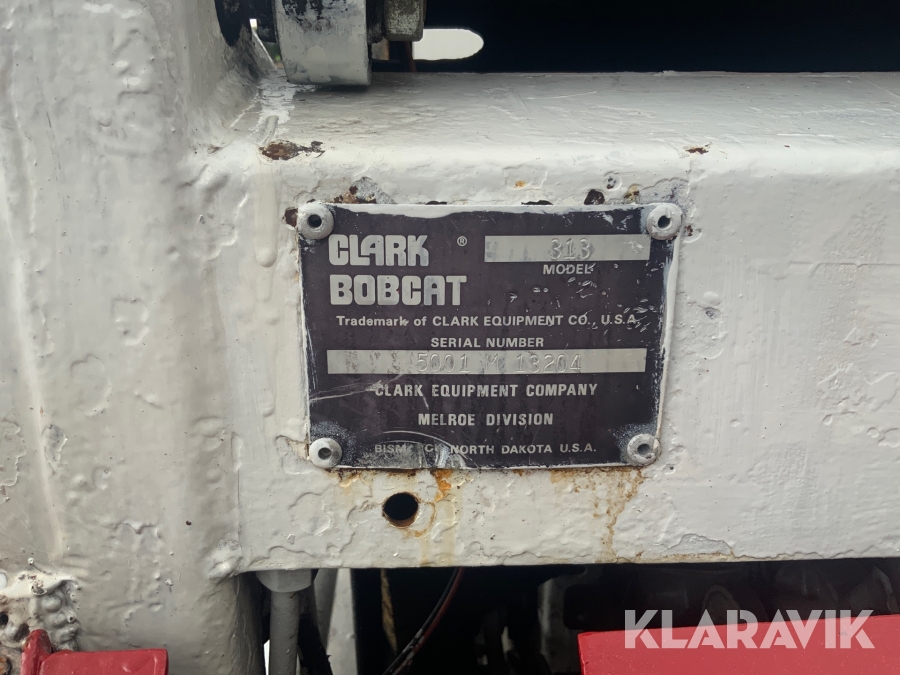 CLARK ® 313
MODEL
BOBCAT
Trademark of CLARK EQUIPMENT CO., U.S.A.
SERIAL NUMBER
5001 M 13204
CLARK EQUIPMENT COMPANY
MELROE DIVISION
NORTH DAKOTA U.S.A.
KLARAVIK